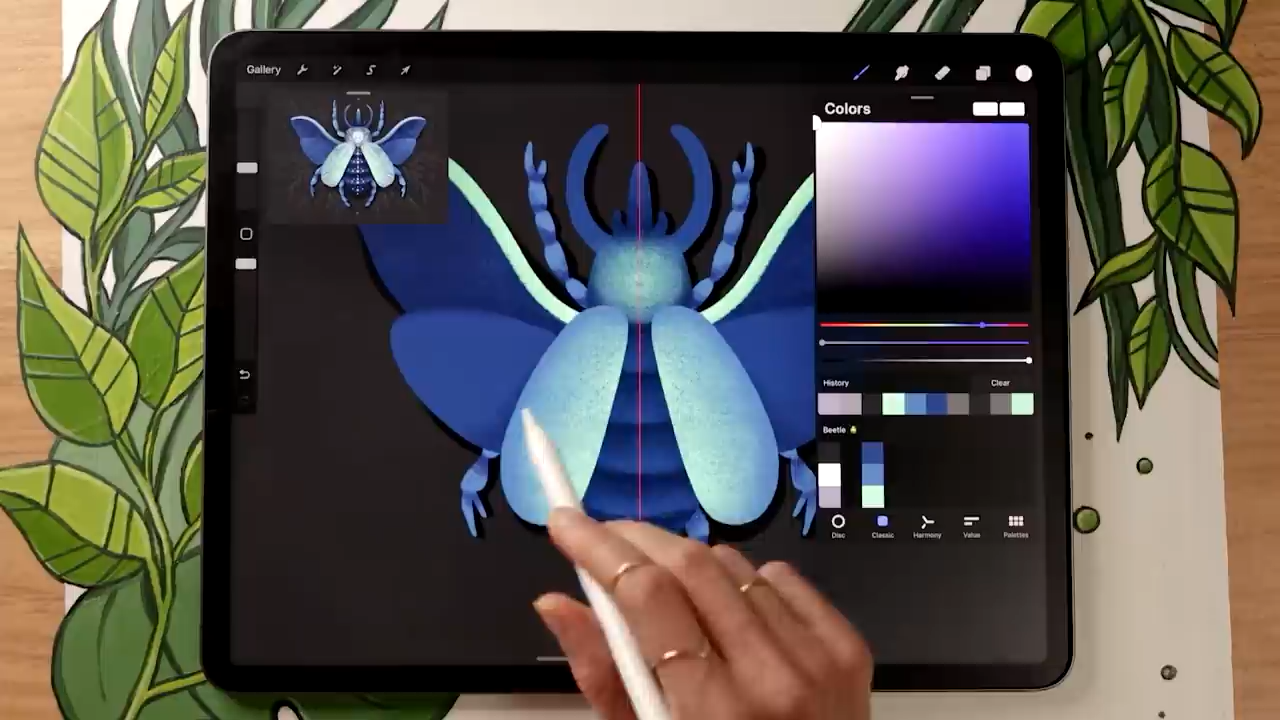 Gallery
Colors
History Clear
Beetle
Disc Classic Harmony Value Palettes